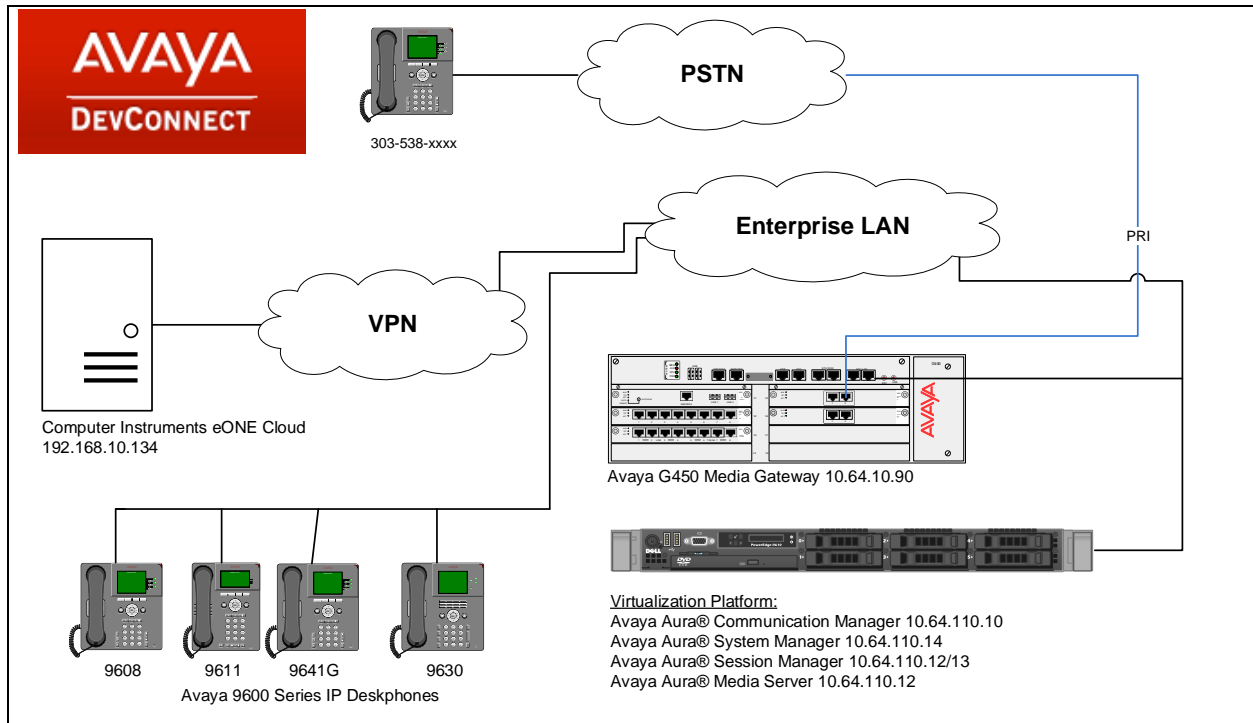 AVAYA
DEVCONNECT
303-538-xxxx
PSTN
Enterprise LAN
PRI
VPN
Computer Instruments eONE Cloud
192.168.10.134
AVAYA
Avaya G450 Media Gateway 10.64.10.90
DELL
DVD
Virtualization Platform:
Avaya Aura® Communication Manager 10.64.110.10
Avaya Aura® System Manager 10.64.110.14
Avaya Aura® Session Manager 10.64.110.12/13
Avaya Aura® Media Server 10.64.110.12
9608
9611
9641G
9630
Avaya 9600 Series IP Deskphones